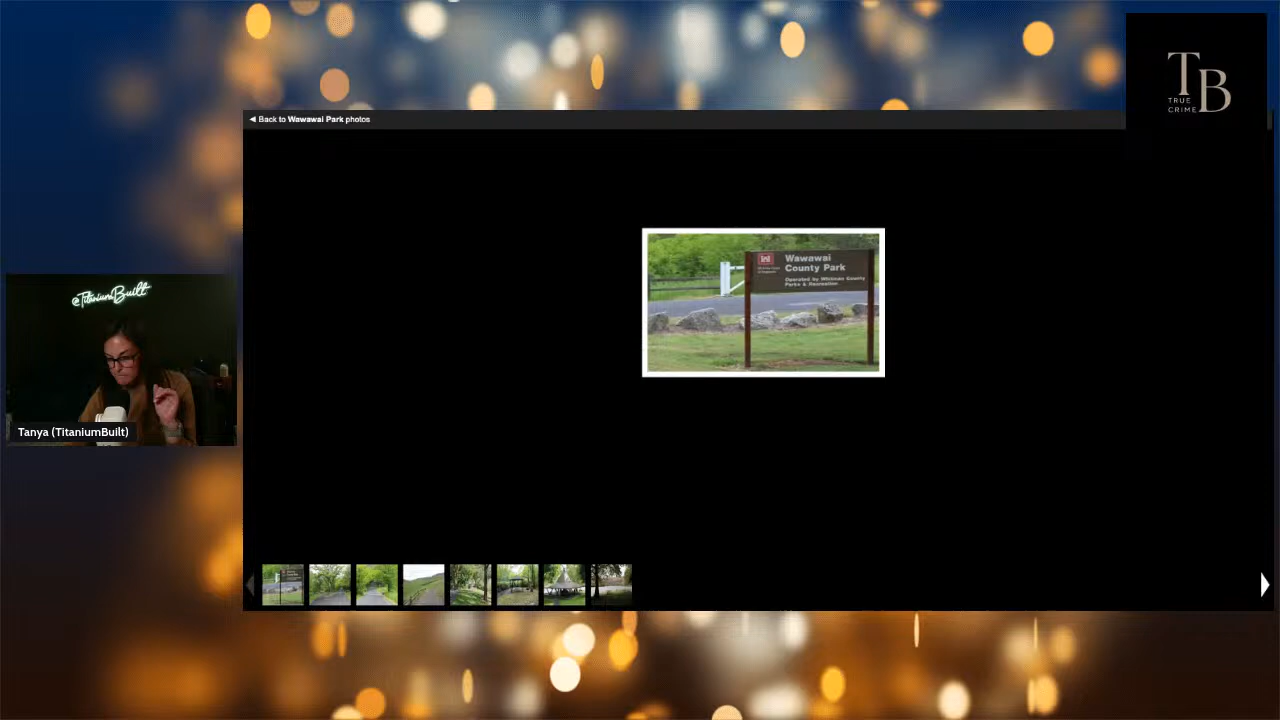 ◀ Back to Wawawai Park photos
TB
TRUE
CRIME
Wawawai
County Park
Operated by Whitman County
Parks & Recreation
@TitaniumBuilt
Tanya (TitaniumBuilt)